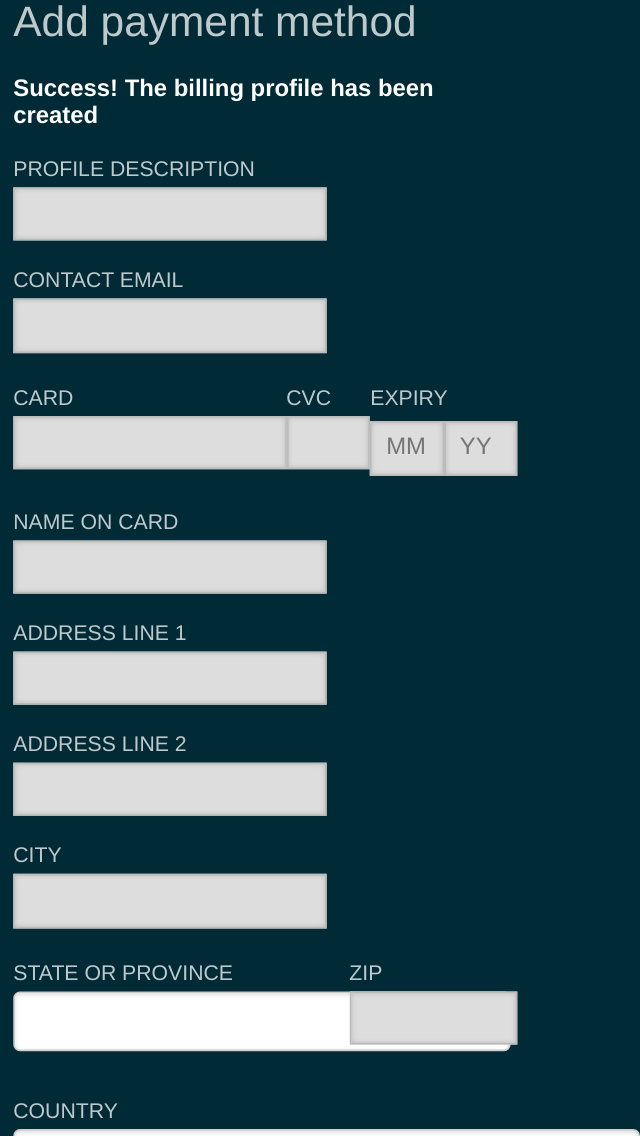 Add payment method
Success! The billing profile has been
created
PROFILE DESCRIPTION
CONTACT EMAIL
CARD CVC EXPIRY
MM YY
NAME ON CARD
ADDRESS LINE 1
ADDRESS LINE 2
CITY
STATE OR PROVINCE ZIP
COUNTRY